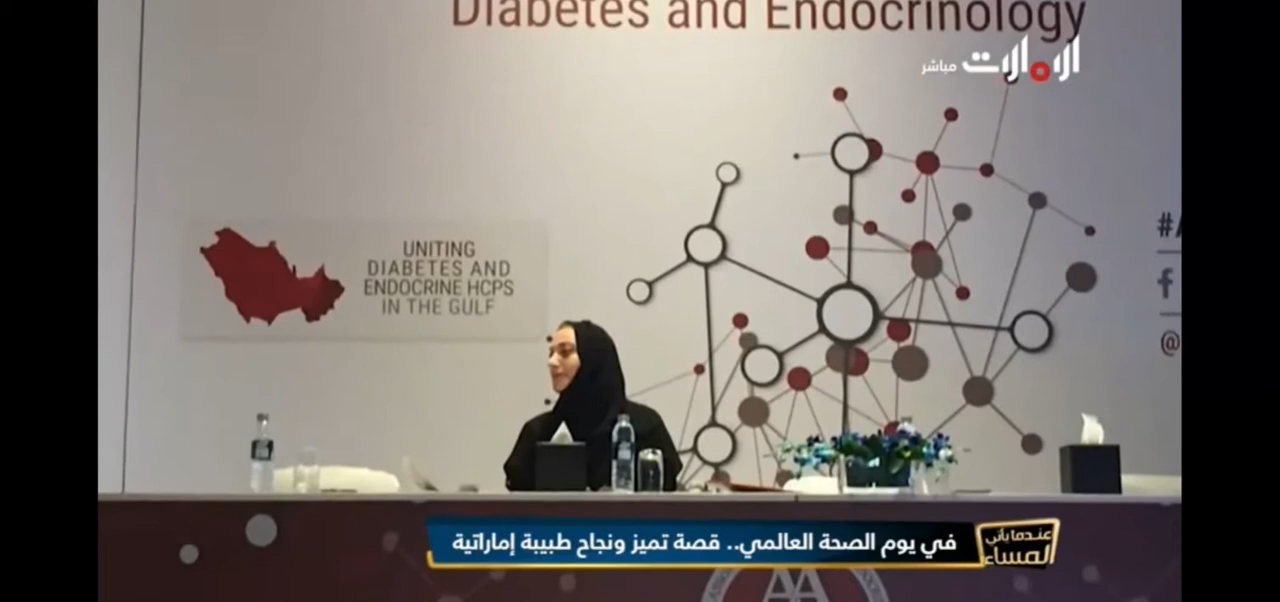 Diabetes and Endocrinology
الإمارات
مباشر
UNITING
DIABETES AND
ENDOCRINE HCPS
IN THE GULF
#A
f
@
في يوم الصحة العالمي.. قصة تميز ونجاح طبيبة إماراتية
عندما يأتي
المساء
AA